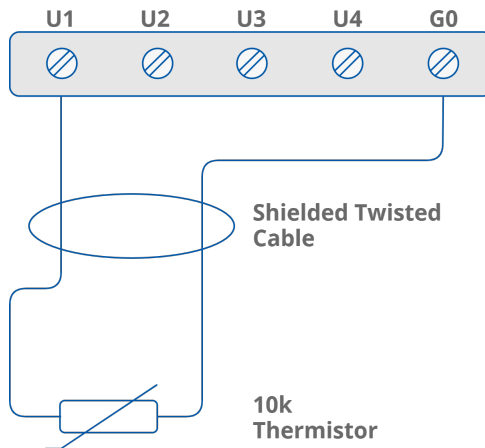 U1 U2 U3 U4 G0
Shielded Twisted
Cable
10k
Thermistor